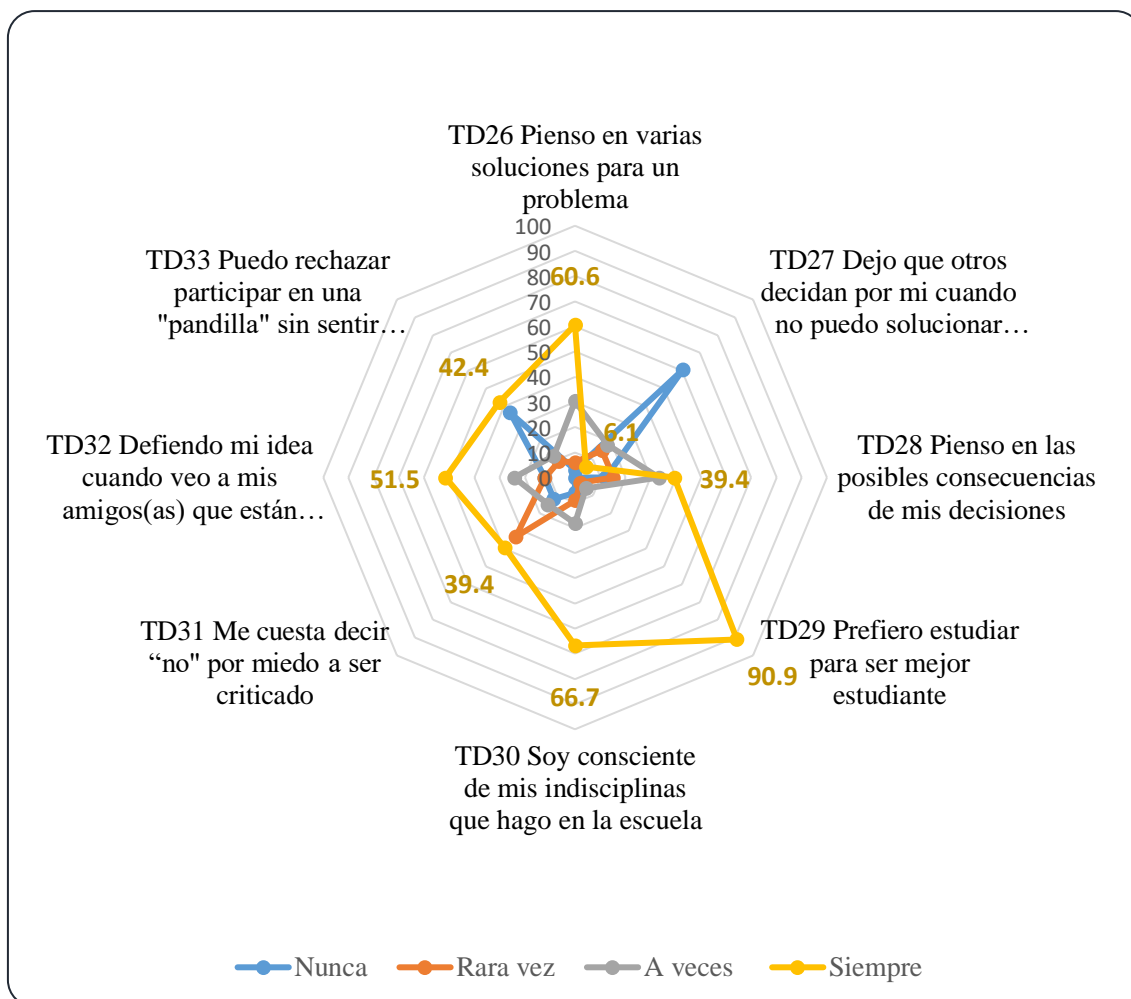 TD26 Pienso en varias
soluciones para un
problema
TD27 Dejo que otros
decidan por mi cuando
no puedo solucionar…
TD28 Pienso en las
posibles consecuencias
de mis decisiones
TD29 Prefiero estudiar
para ser mejor
estudiante
TD30 Soy consciente
de mis indisciplinas
que hago en la escuela
TD31 Me cuesta decir
“no" por miedo a ser
criticado
TD32 Defiendo mi idea
cuando veo a mis
amigos(as) que están…
TD33 Puedo rechazar
participar en una
"pandilla" sin sentir…
100
90
80
70
60
50
40
30
20
10
0
60.6
6.1
39.4
90.9
66.7
39.4
51.5
42.4
Nunca
Rara vez
A veces
Siempre